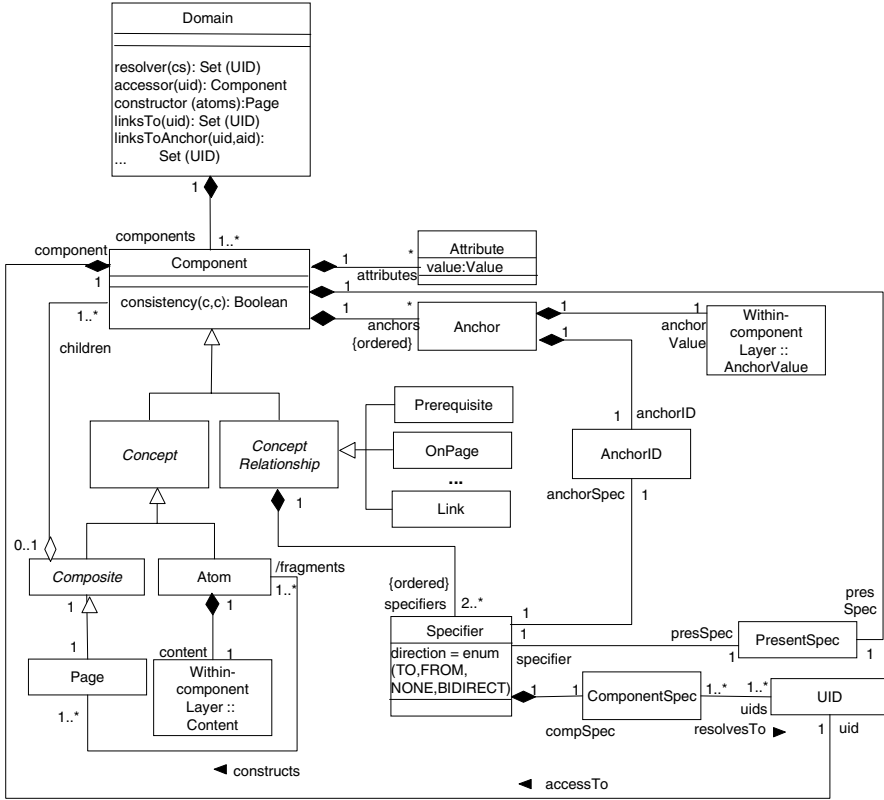 Domain
resolver(cs): Set (UID)
accessor(uid): Component
constructor (atoms):Page
linksTo(uid): Set (UID)
linksToAnchor(uid,aid):
... Set (UID)
1
components
1..*
component
1
Component
consistency(c,c): Boolean
1
*
attributes
Attribute
value:Value
1
1
*
anchors
{ordered}
Anchor
1
1
anchor
Value
Within-
component
Layer ::
AnchorValue
1
1..*
children
Concept
Concept
Relationship
Prerequisite
OnPage
...
Link
1
anchorID
AnchorID
anchorSpec
1
1
0..1
Composite
Atom
/fragments
1..*
1
1
{ordered}
specifiers
2..*
1
Page
1..*
content
1
Within-
component
Layer ::
Content
Specifier
direction = enum
(TO,FROM,
NONE,BIDIRECT)
1
1
specifier
presSpec
1
PresentSpec
pres
Spec
1
1
1
compSpec
ComponentSpec
1..*
1..*
uids
resolvesTo
UID
1
uid
constructs
accessTo